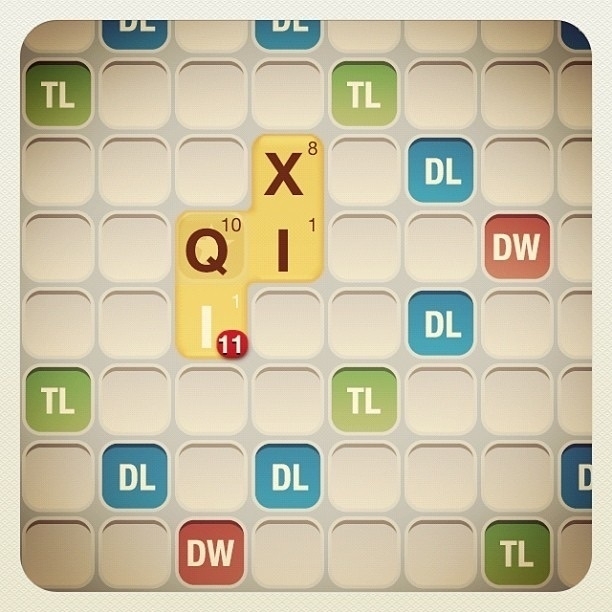 DL DL
TL TL
X 8 DL
Q 10 I 1 DW
I 1 11 DL
TL TL
DL DL D
DW TL